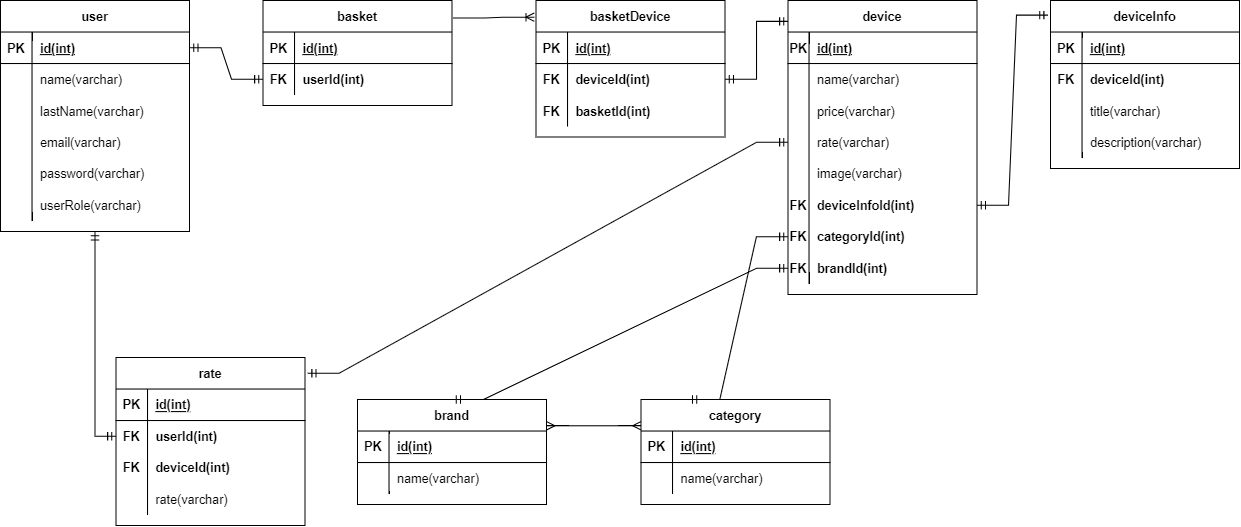 user
PK id(int)
name(varchar)
lastName(varchar)
email(varchar)
password(varchar)
userRole(varchar)
basket
PK id(int)
FK userId(int)
basketDevice
PK id(int)
FK deviceId(int)
FK basketId(int)
device
PK id(int)
name(varchar)
price(varchar)
rate(varchar)
image(varchar)
FK deviceInfoId(int)
FK categoryId(int)
FK brandId(int)
deviceInfo
PK id(int)
FK deviceId(int)
title(varchar)
description(varchar)
rate
PK id(int)
FK userId(int)
FK deviceId(int)
rate(varchar)
brand
PK id(int)
name(varchar)
category
PK id(int)
name(varchar)